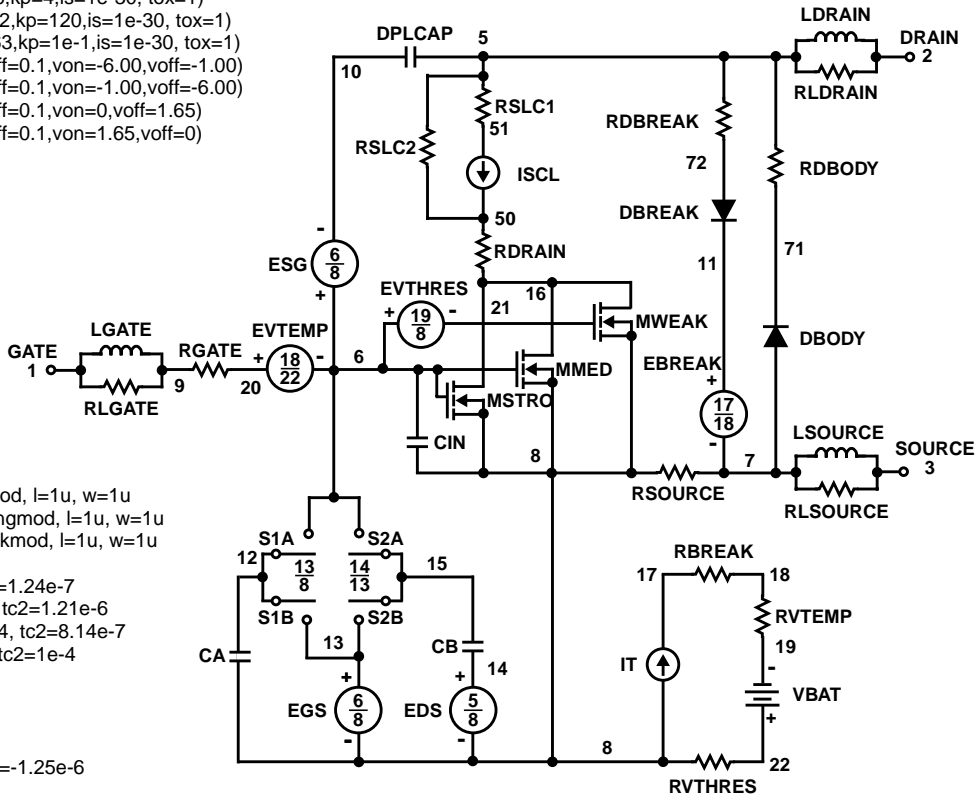 ,kp=4,is=1e-30, tox=1)
2,kp=120,is=1e-30, tox=1)
63,kp=1e-1,is=1e-30, tox=1)
ff=0.1,von=-6.00,voff=-1.00)
ff=0.1,von=-1.00,voff=-6.00)
ff=0.1,von=0,voff=1.65)
ff=0.1,von=1.65,voff=0)
DPLCAP
5
10
LDRAIN
DRAIN
2
RLDRAIN
RSLC1
51
RSLC2
ISCL
50
RDRAIN
RDBREAK
72
DBREAK
11
RDBODY
71
DBODY
-
ESG
6
8
+
EVTHRES
+
19
8
-
21
16
MWEAK
MMED
MSTRO
LGATE
GATE
1
RLGATE
9
RGATE
20
EVTEMP
+
18
22
-
6
CIN
8
EBREAK
+
17
18
-
7
LSOURCE
SOURCE
3
RLSOURCE
RSOURCE
od, l=1u, w=1u
ngmod, l=1u, w=1u
kmod, l=1u, w=1u
=1.24e-7
tc2=1.21e-6
4, tc2=8.14e-7
tc2=1e-4
=-1.25e-6
S1A
S2A
12
13
8
14
13
15
S1B
S2B
13
CA
CB
14
+
EGS
6
8
-
+
EDS
5
8
-
8
17
RBREAK
18
RVTEMP
19
IT
-
VBAT
+
22
RVTHRES